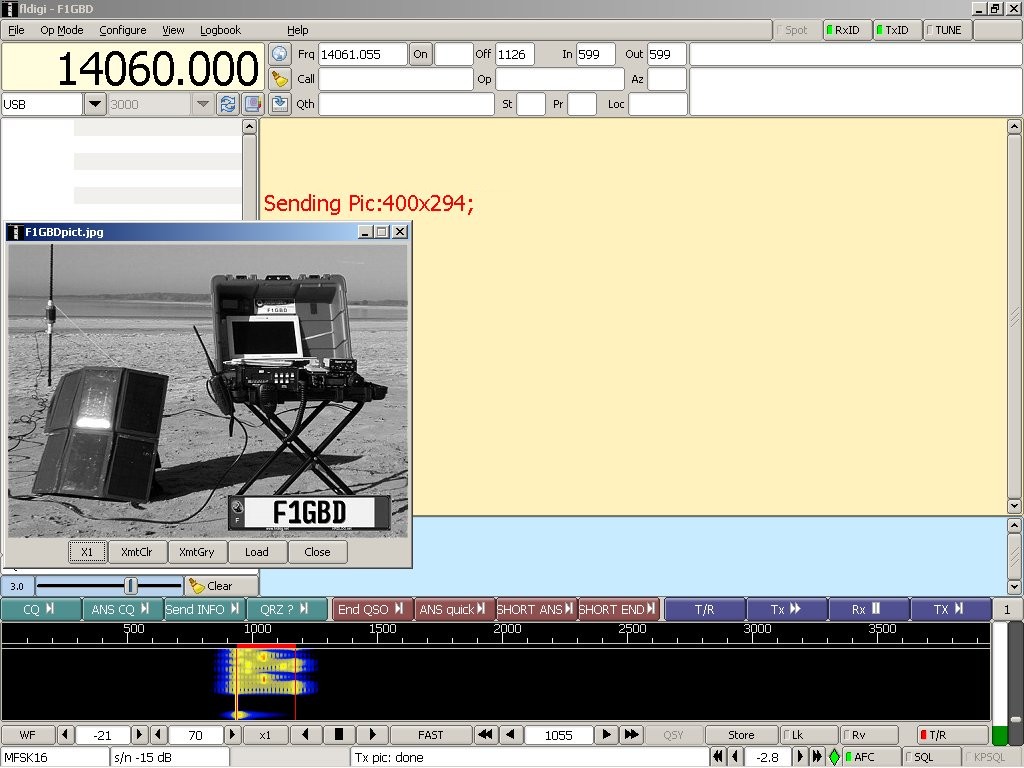 fldigi - F1GBD
File Op Mode Configure View Logbook Help Spot RxID TxID TUNE
14060.000
Frq 14061.055 On Off 1126 In 599 Out 599
Call Op Az
USB 3000 Qth St Pr Loc
Sending Pic:400x294;
F1GBDpict.jpg
F1GBD
F
F1GBD
X1 XmtClr XmtGry Load Close
3.0 Clear
CQ ANS CQ Send INFO QRZ ? End QSO ANS quick SHORT ANS SHORT END T/R Tx Rx TX 1
500 1000 1500 2000 2500 3000 3500
WF -21 70 x1 FAST 1055 QSY Store Lk Rv T/R
MFSK16 s/n -15 dB Tx pic: done -2.8 AFC SQL KPSQL